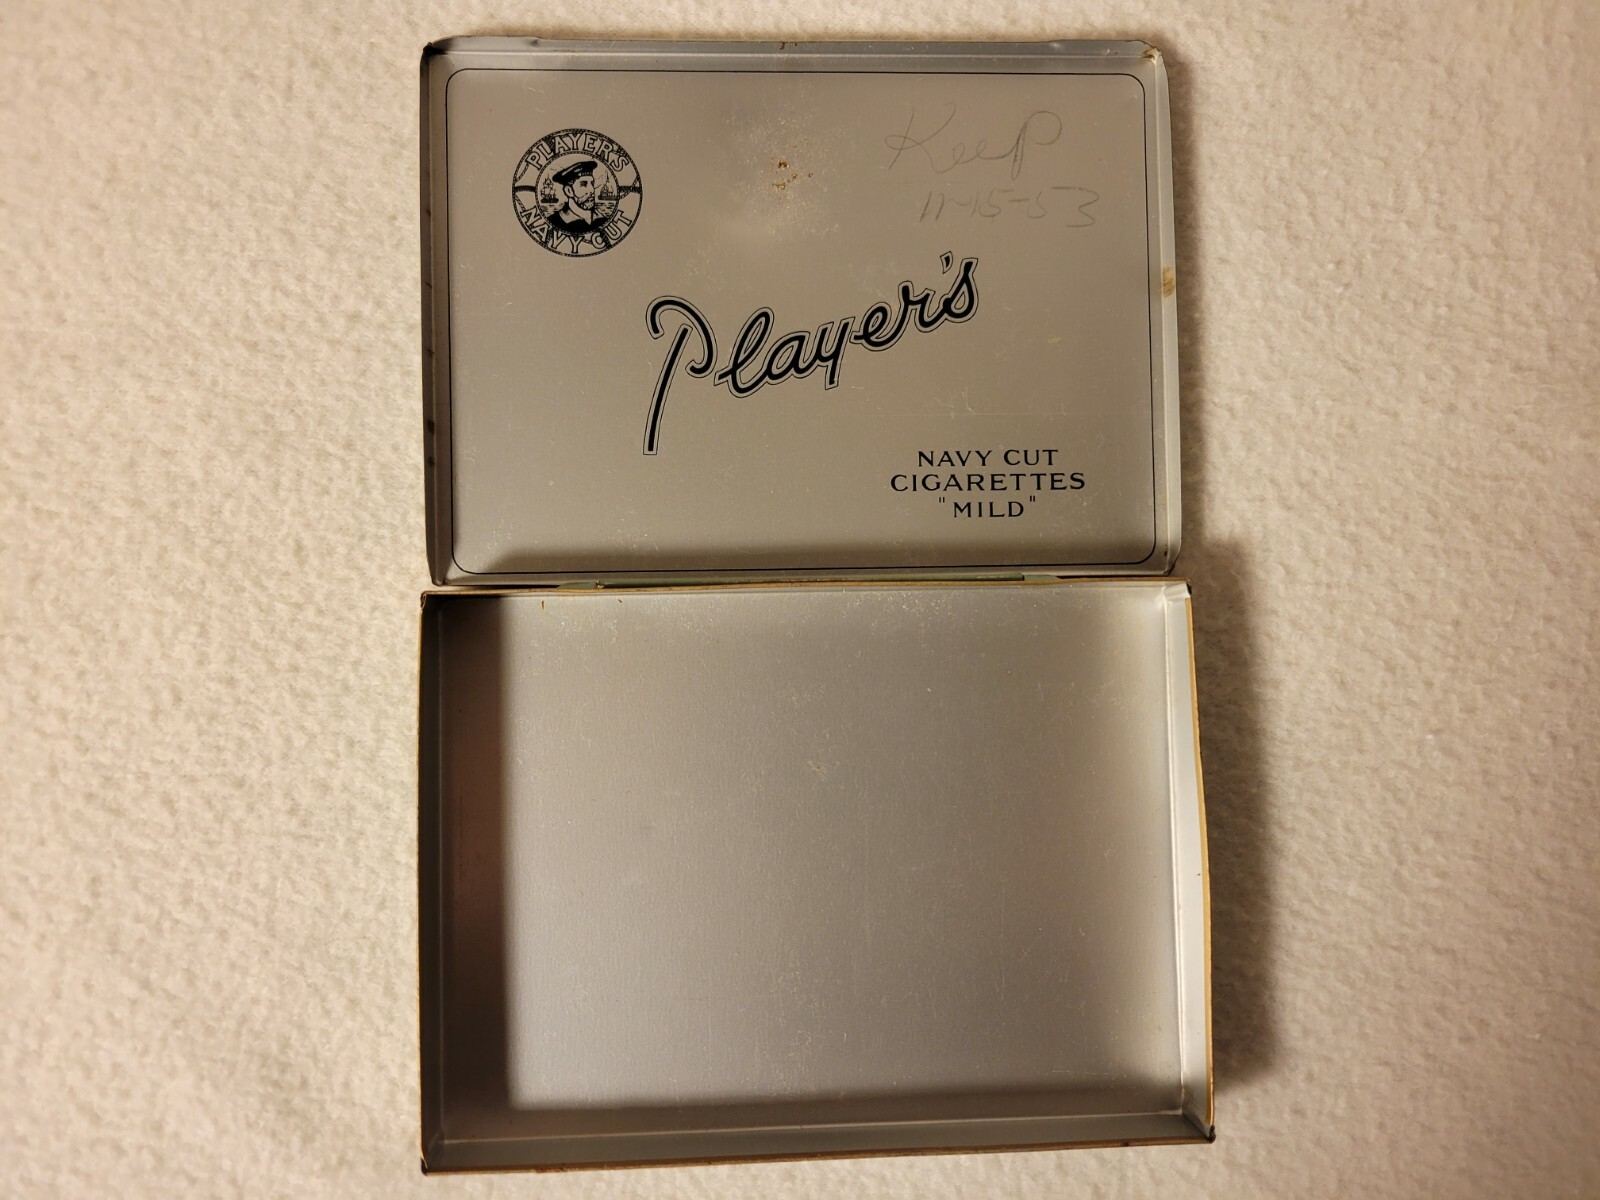 PLAYER'S
NAVY CUT
Keep
11-15-53
Player's
NAVY CUT
CIGARETTES
"MILD"